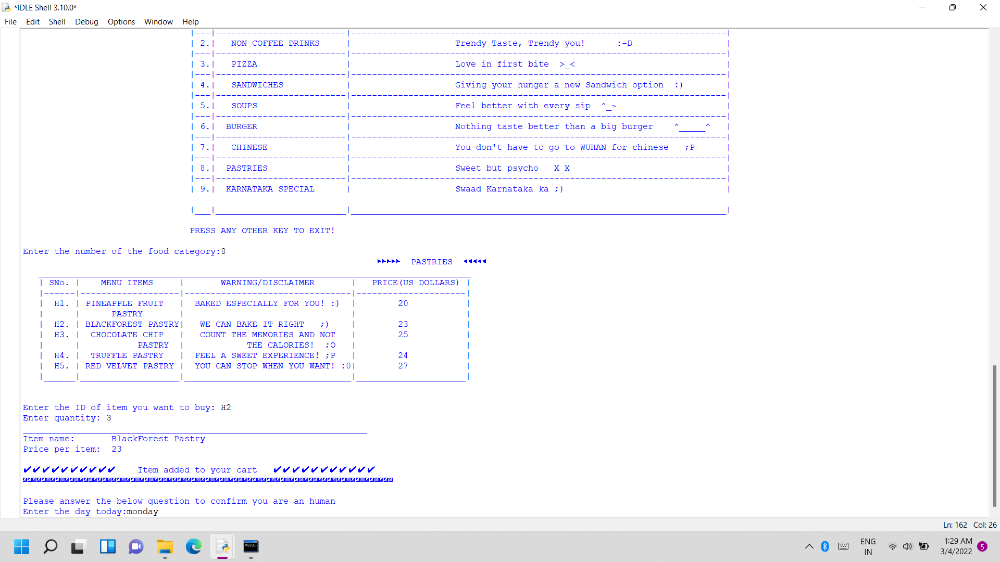 *IDLE Shell 3.10.0*
File Edit Shell Debug Options Window Help
|---|-------------------------|------------------------------------------------------------------------|
| 2.|   NON COFFEE DRINKS     |                    Trendy Taste, Trendy you!      :-D                  |
|---|-------------------------|------------------------------------------------------------------------|
| 3.|   PIZZA                 |                    Love in first bite  >_<                             |
|---|-------------------------|------------------------------------------------------------------------|
| 4.|   SANDWICHES            |                    Giving your hunger a new Sandwich option  :)        |
|---|-------------------------|------------------------------------------------------------------------|
| 5.|   SOUPS                 |                    Feel better with every sip  ^_~                     |
|---|-------------------------|------------------------------------------------------------------------|
| 6.|  BURGER                 |                    Nothing taste better than a big burger    ^_____^   |
|---|-------------------------|------------------------------------------------------------------------|
| 7.|   CHINESE               |                    You don't have to go to WUHAN for chinese   ;P      |
|---|-------------------------|------------------------------------------------------------------------|
| 8.|  PASTRIES               |                    Sweet but psycho   X_X                              |
|---|-------------------------|------------------------------------------------------------------------|
| 9.|  KARNATAKA SPECIAL      |                    Swaad Karnataka ka ;)                               |
|___|_________________________|________________________________________________________________________|
PRESS ANY OTHER KEY TO EXIT!
Enter the number of the food category:8
▶▶▶▶▶  PASTRIES  ◀◀◀◀◀
| SNo. |    MENU ITEMS     |       WARNING/DISCLAIMER       |   PRICE(US DOLLARS) |
|------|-------------------|--------------------------------|---------------------|
|  H1. | PINEAPPLE FRUIT   |  BAKED ESPECIALLY FOR YOU! :)  |        20           |
|      |      PASTRY       |                                |                     |
|  H2. | BLACKFOREST PASTRY|   WE CAN BAKE IT RIGHT   ;)    |        23           |
|  H3. |  CHOCOLATE CHIP   |   COUNT THE MEMORIES AND NOT   |        25           |
|      |           PASTRY  |            THE CALORIES!  ;O   |                     |
|  H4. |  TRUFFLE PASTRY   |  FEEL A SWEET EXPERIENCE! ;P   |        24           |
|  H5. | RED VELVET PASTRY |  YOU CAN STOP WHEN YOU WANT! :0|        27           |
|______|___________________|________________________________|_____________________|
Enter the ID of item you want to buy: H2
Enter quantity: 3
Item name:       BlackForest Pastry
Price per item:  23
✔✔✔✔✔✔✔✔✔✔    Item added to your cart   ✔✔✔✔✔✔✔✔✔✔✔
Please answer the below question to confirm you are an human
Enter the day today:monday
Ln: 162 Col: 26
MySQL
ENG
IN
1:29 AM
3/4/2022
5